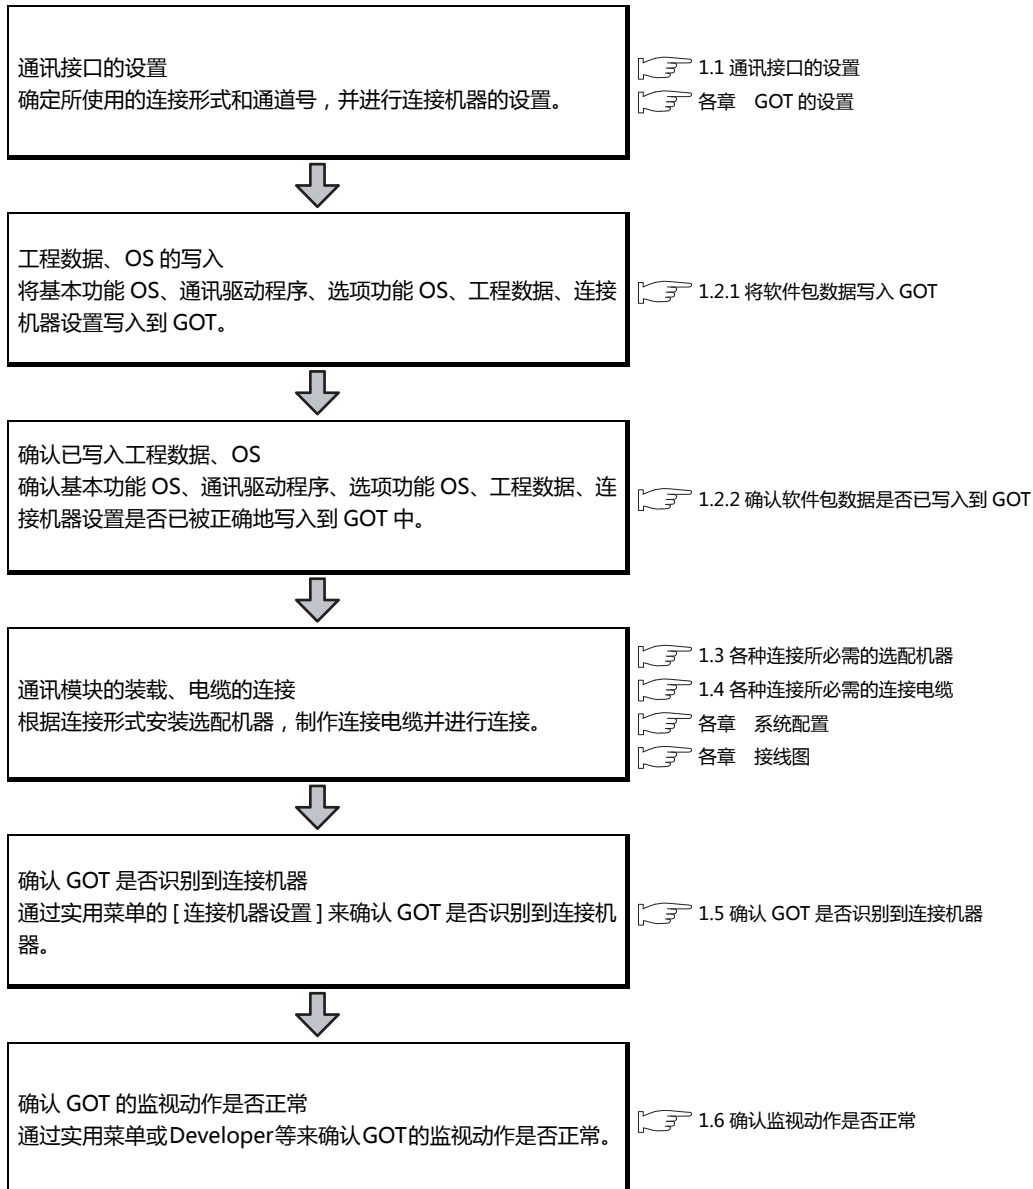 通讯接口的设置
确定所使用的连接形式和通道号，并进行连接机器的设置。
1.1 通讯接口的设置
各章　GOT 的设置
工程数据、OS 的写入
将基本功能 OS、通讯驱动程序、选项功能 OS、工程数据、连接
机器设置写入到 GOT。
1.2.1 将软件包数据写入 GOT
确认已写入工程数据、OS
确认基本功能 OS、通讯驱动程序、选项功能 OS、工程数据、连
接机器设置是否已被正确地写入到 GOT 中。
1.2.2 确认软件包数据是否已写入到 GOT
通讯模块的装载、电缆的连接
根据连接形式安装选配机器，制作连接电缆并进行连接。
1.3 各种连接所必需的选配机器
1.4 各种连接所必需的连接电缆
各章　系统配置
各章　接线图
确认 GOT 是否识别到连接机器
通过实用菜单的 [ 连接机器设置 ] 来确认 GOT 是否识别到连接机
器。
1.5 确认 GOT 是否识别到连接机器
确认 GOT 的监视动作是否正常
通过实用菜单或Developer等来确认GOT的监视动作是否正常。
1.6 确认监视动作是否正常